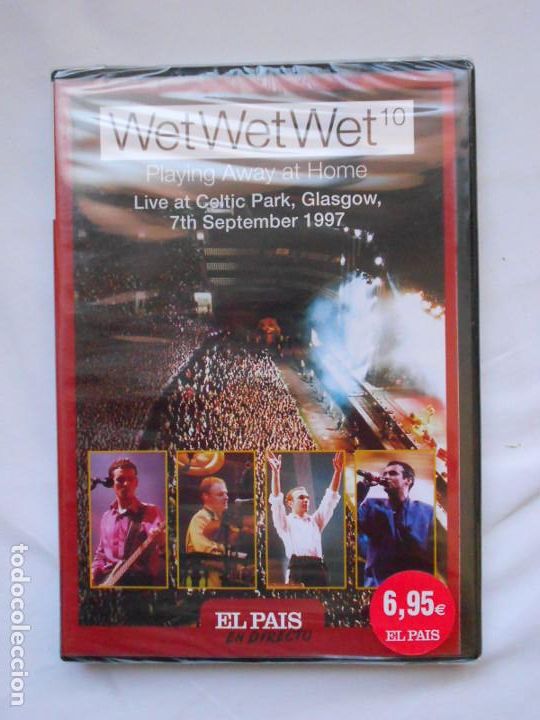 WetWetWet10
Playing Away at Home
Live at Celtic Park, Glasgow,
7th September 1997
EL PAIS
EN DIRECTO
6,95€
EL PAIS
todocoleccion.net